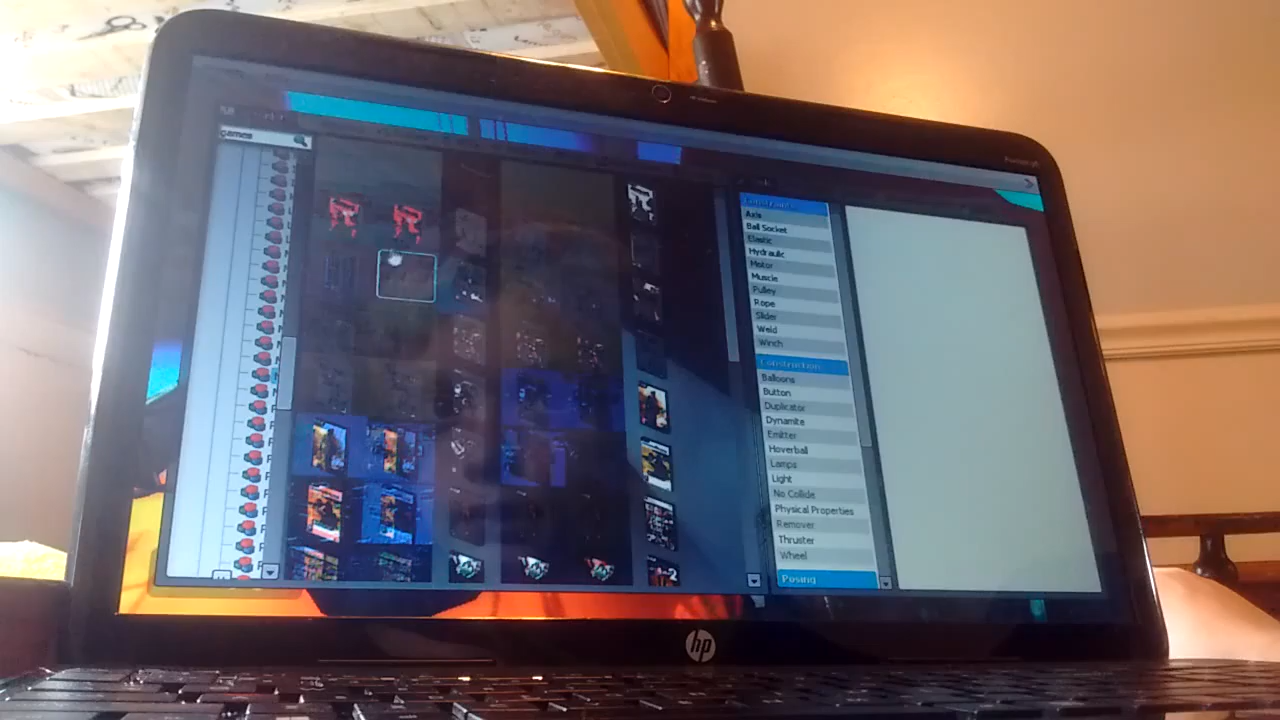 games
Constraints
Axis
Ball Socket
Elastic
Hydraulic
Motor
Muscle
Pulley
Rope
Slider
Weld
Winch
Construction
Balloons
Button
Duplicator
Dynamite
Emitter
Hoverball
Lamps
Light
No Collide
Physical Properties
Remover
Thruster
Wheel
Posing
hp